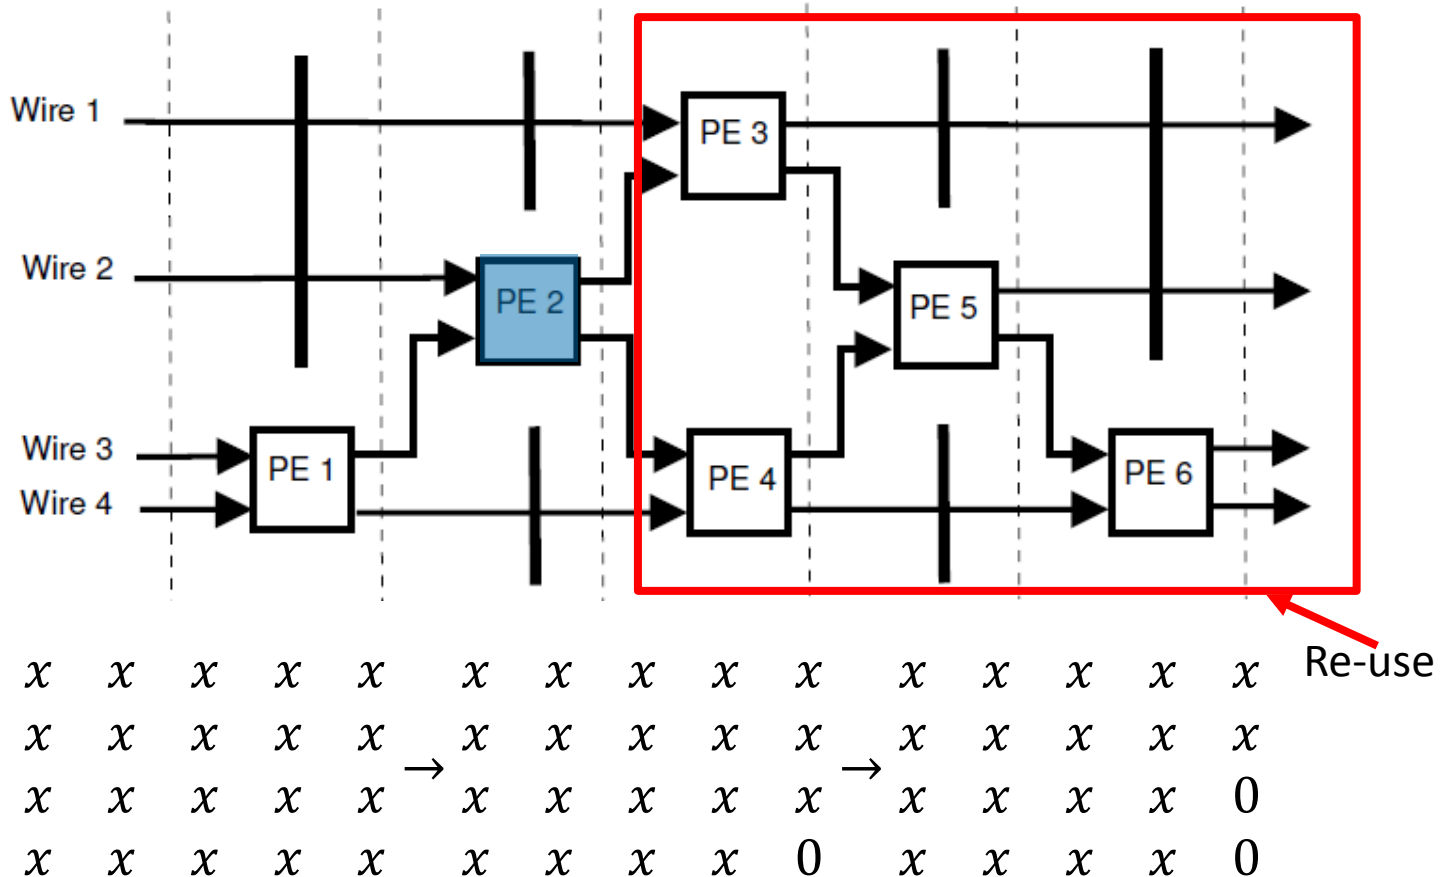 Wire 1
PE 3
Wire 2
PE 2
PE 5
Wire 3
PE 1
Wire 4
PE 4
PE 6
Re-use
x x x x x x x x x x x x x x x
x x x x x → x x x x x → x x x x x
x x x x x x x x x x x x x x 0
x x x x x x x x x 0 x x x x 0